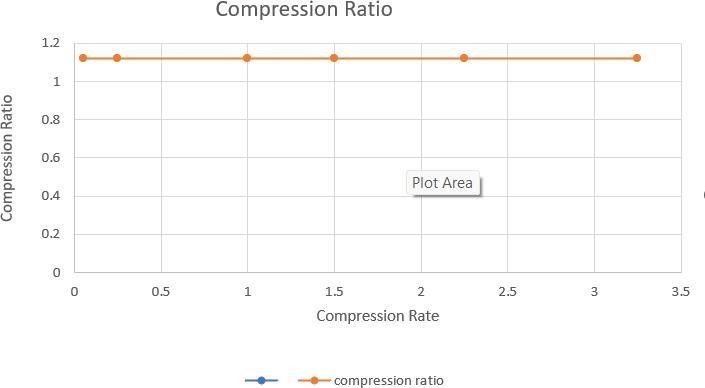 Compression Ratio
Compression Ratio
1.2
1
0.8
0.6
0.4
0.2
0
Plot Area
0 0.5 1 1.5 2 2.5 3 3.5
Compression Rate
compression ratio